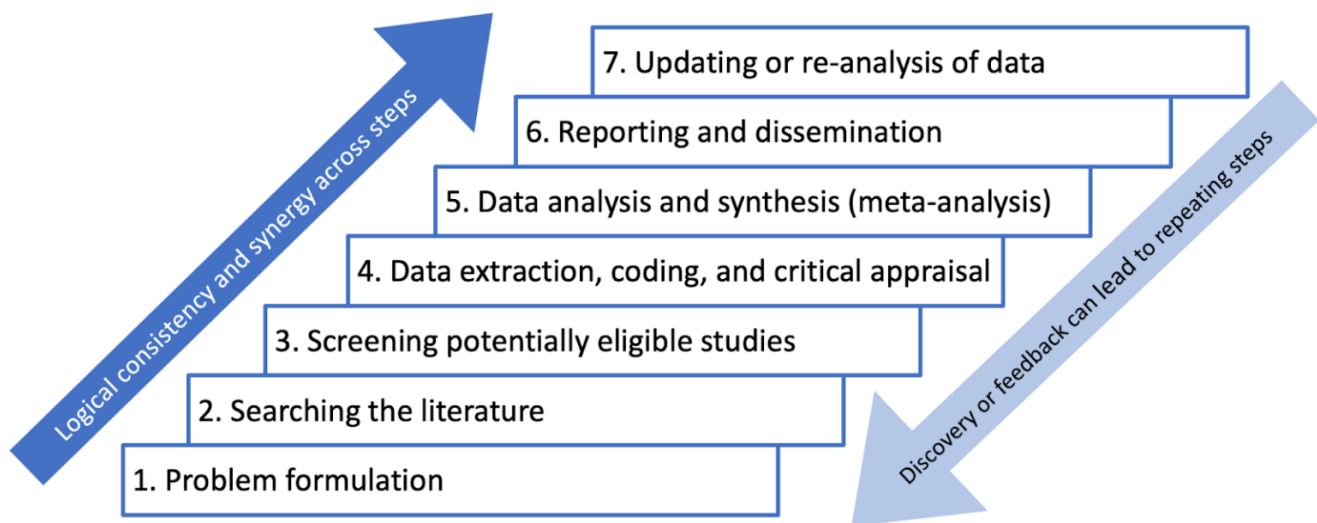 7. Updating or re-analysis of data
6. Reporting and dissemination
5. Data analysis and synthesis (meta-analysis)
4. Data extraction, coding, and critical appraisal
3. Screening potentially eligible studies
2. Searching the literature
1. Problem formulation
Logical consistency and synergy across steps
Discovery or feedback can lead to repeating steps